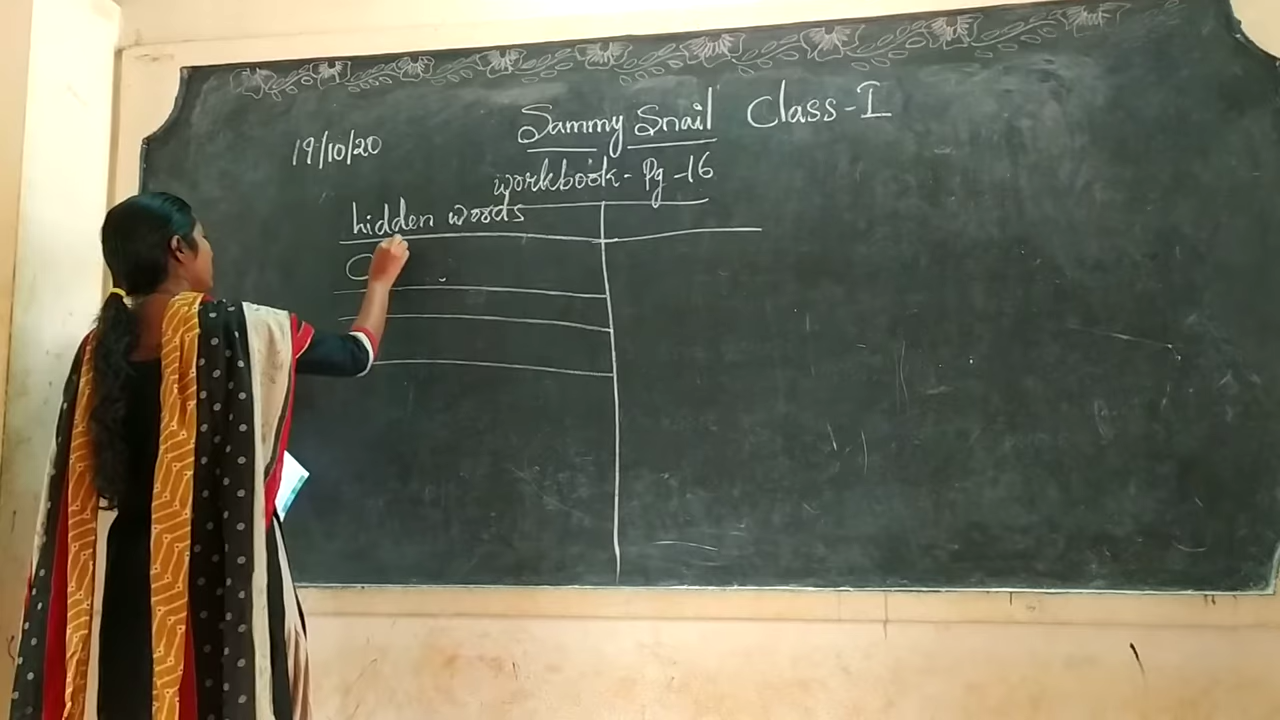 Sammy Snail Class-I
19/10/20
workbook - Pg -16
hidden words
C